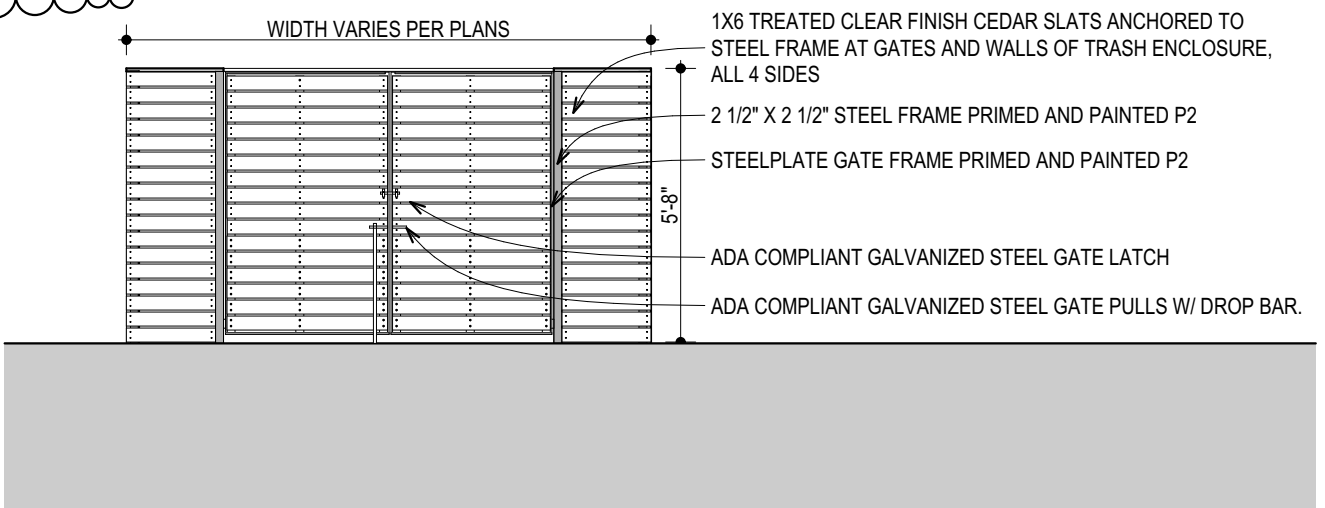 WIDTH VARIES PER PLANS
1X6 TREATED CLEAR FINISH CEDAR SLATS ANCHORED TO
STEEL FRAME AT GATES AND WALLS OF TRASH ENCLOSURE,
ALL 4 SIDES
2 1/2" X 2 1/2" STEEL FRAME PRIMED AND PAINTED P2
STEELPLATE GATE FRAME PRIMED AND PAINTED P2
5'-8"
ADA COMPLIANT GALVANIZED STEEL GATE LATCH
ADA COMPLIANT GALVANIZED STEEL GATE PULLS W/ DROP BAR.